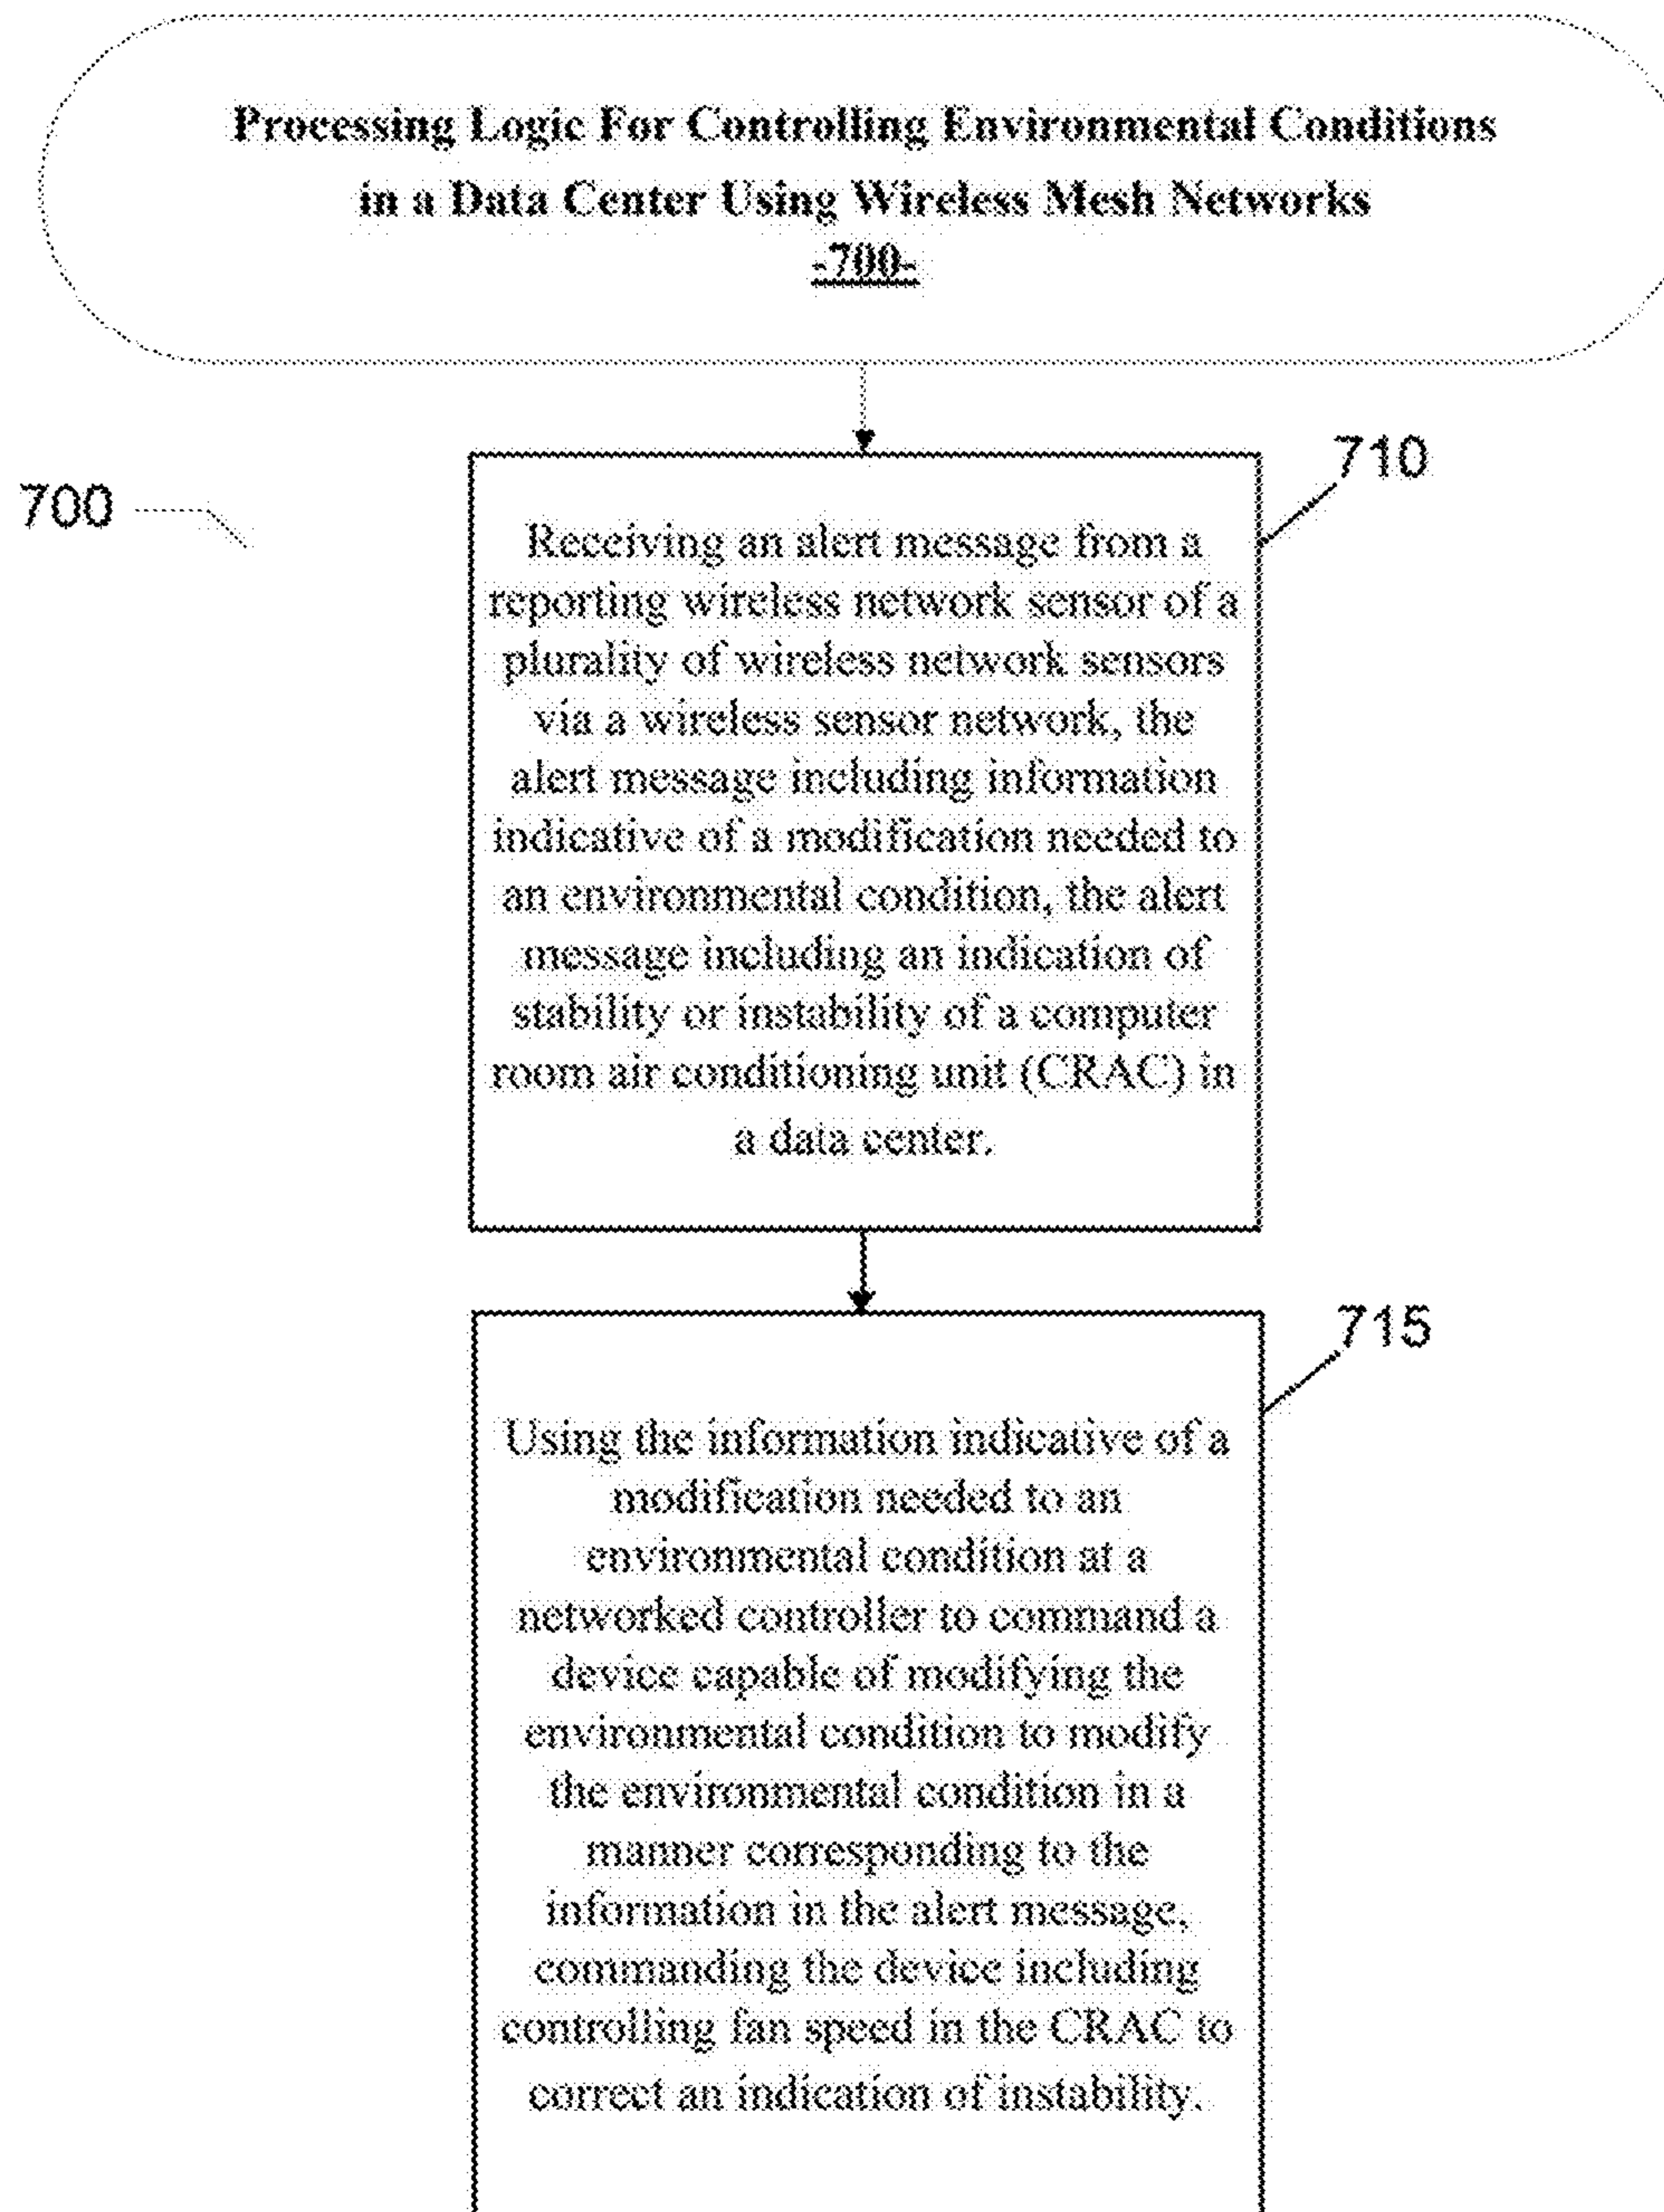 Processing Logic For Controlling Environmental Conditions
in a Data Center Using Wireless Mesh Networks
-700-
700
710
Receiving an alert message from a
reporting wireless network sensor of a
plurality of wireless network sensors
via a wireless sensor network, the
alert message including information
indicative of a modification needed to
an environmental condition, the alert
message including an indication of
stability or instability of a computer
room air conditioning unit (CRAC) in
a data center.
715
Using the information indicative of a
modification needed to an
environmental condition at a
networked controller to command a
device capable of modifying the
environmental condition to modify
the environmental condition in a
manner corresponding to the
information in the alert message,
commanding the device including
controlling fan speed in the CRAC to
correct an indication of instability.